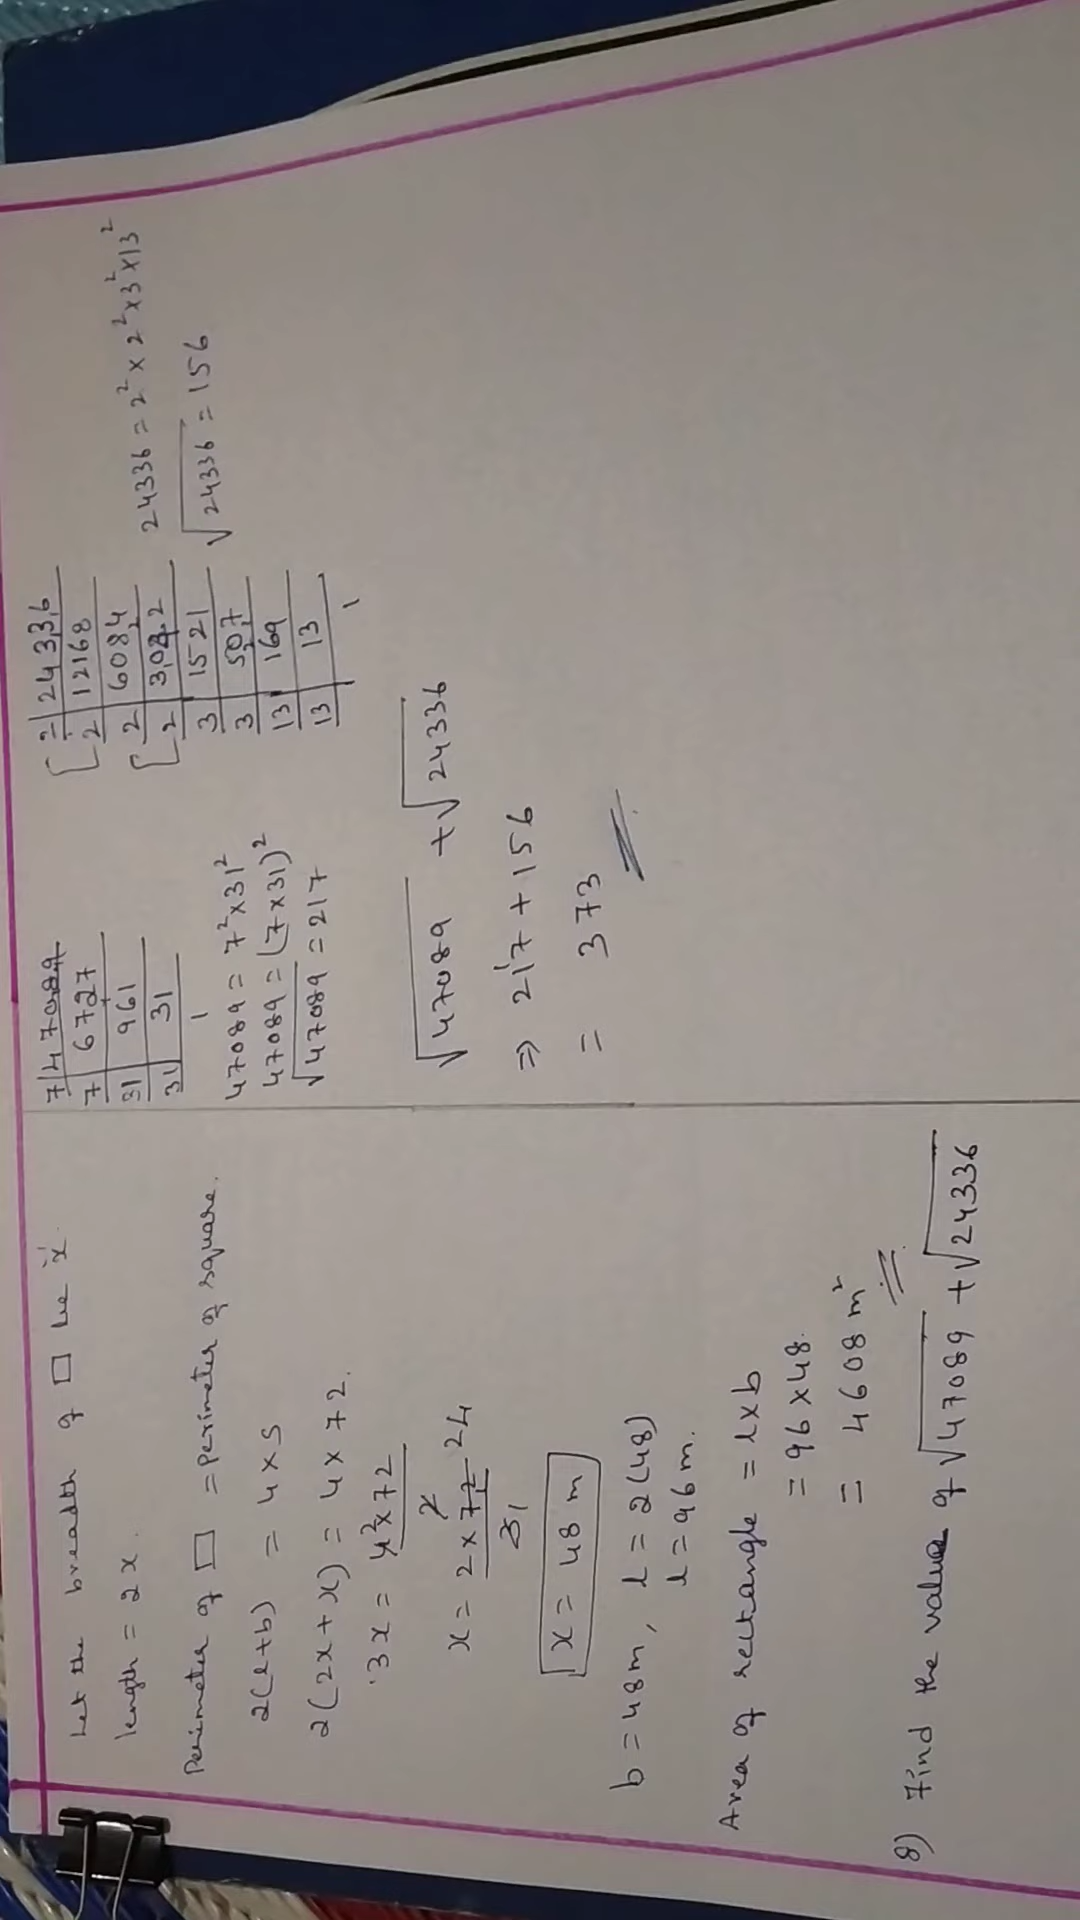 Let the breadth of □ be x.
length = 2x.
Perimeter of □ = Perimeter of square.
2(l+b) = 4×s
2(2x+x) = 4×72.
3x = 4²×72
x = 2×72 24
3 1
x = 48 m
b = 48m, l = 2(48)
l = 96 m.
Area of rectangle = l×b
= 96×48.
= 4608 m²
8) Find the value of √47089 + √24336
7|47089
7|6727
31|961
31|31
1
47089 = 7²×31²
47089 = (7×31)²
√47089 = 217
2|24336
2|12168
2|6084
2|3042
3|1521
3|507
13|169
13|13
1
24336 = 2²×2²×3²×13²
√24336 = 156
√47089 + √24336
⇒ 217+156
= 373